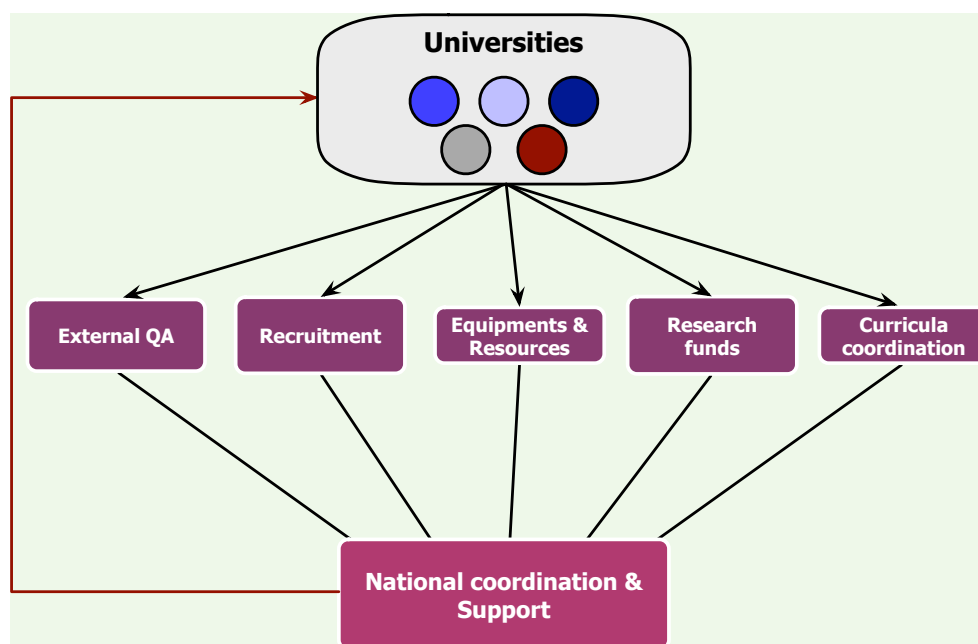 Universities
External QA
Recruitment
Equipments &
Resources
Research
funds
Curricula
coordination
National coordination &
Support